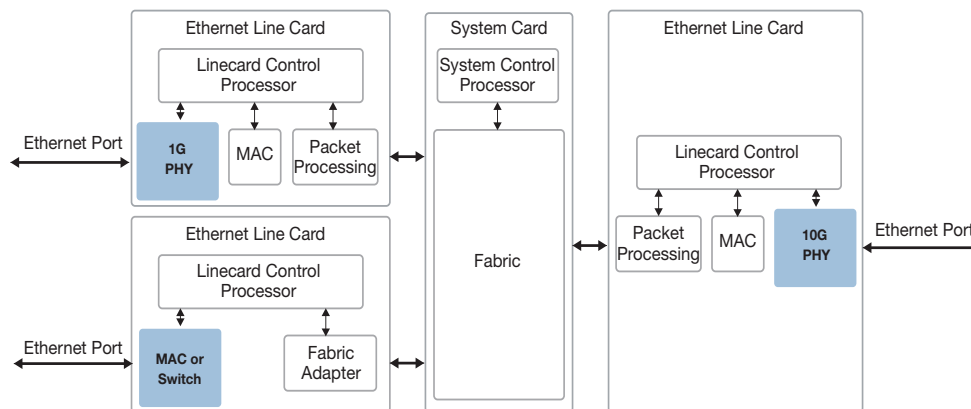 Ethernet Line Card
Linecard Control
Processor
Ethernet Port
1G
PHY
MAC
Packet
Processing
Ethernet Line Card
Linecard Control
Processor
Ethernet Port
MAC or
Switch
Fabric
Adapter
System Card
System Control
Processor
Fabric
Ethernet Line Card
Linecard Control
Processor
Packet
Processing
MAC
10G
PHY
Ethernet Port